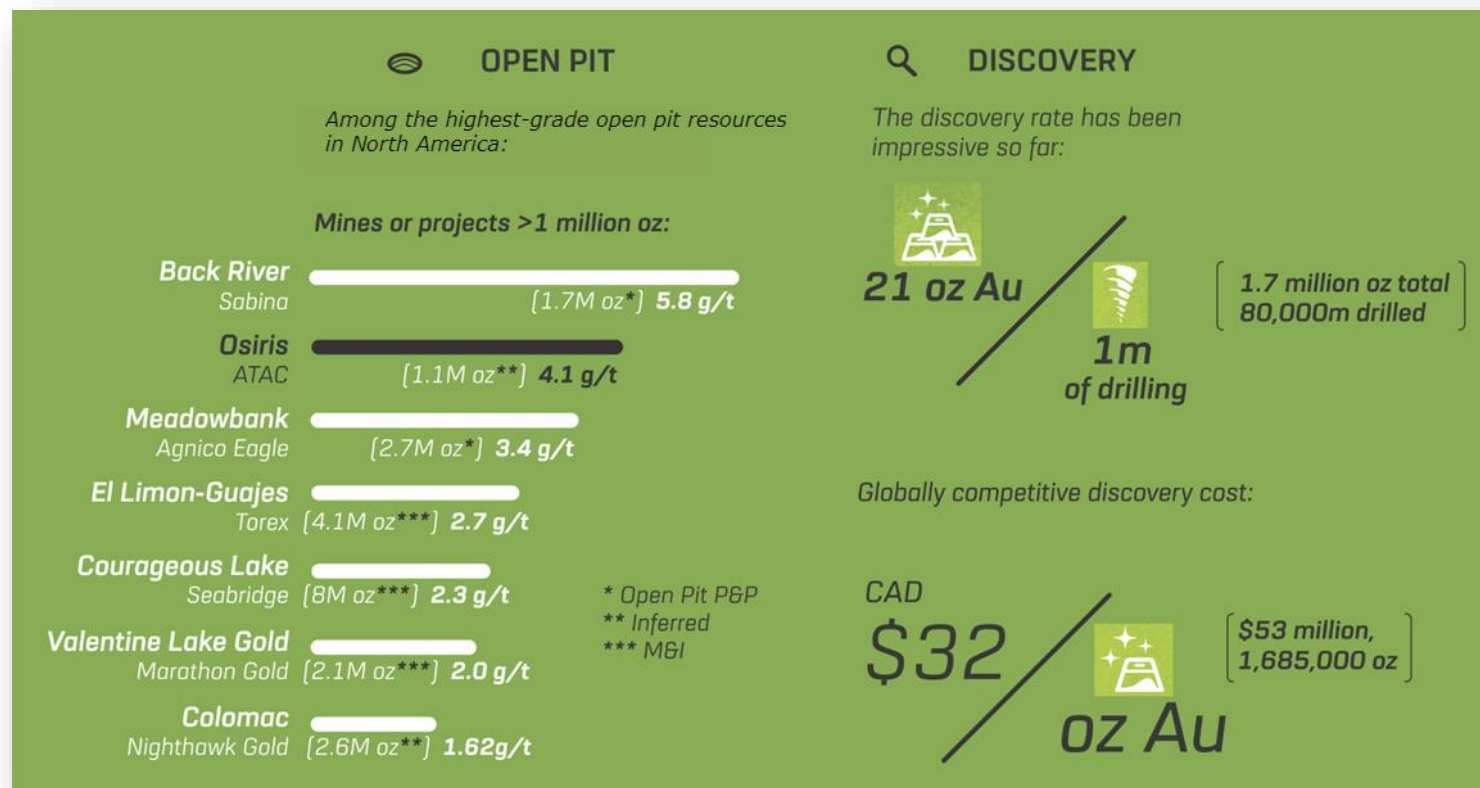 OPEN PIT
Among the highest-grade open pit resources
in North America:
Mines or projects >1 million oz:
Back River
Sabina [1.7M oz*] 5.8 g/t
Osiris
ATAC [1.1M oz**] 4.1 g/t
Meadowbank
Agnico Eagle [2.7M oz*] 3.4 g/t
El Limon-Guajes
Torex [4.1M oz***] 2.7 g/t
Courageous Lake
Seabridge [8M oz***] 2.3 g/t
Valentine Lake Gold
Marathon Gold [2.1M oz***] 2.0 g/t
Colomac
Nighthawk Gold [2.6M oz**] 1.62g/t
* Open Pit P&P
** Inferred
*** M&I
DISCOVERY
The discovery rate has been
impressive so far:
21 oz Au
1m
of drilling
1.7 million oz total
80,000m drilled
Globally competitive discovery cost:
CAD
$32
oz Au
$53 million,
1,685,000 oz